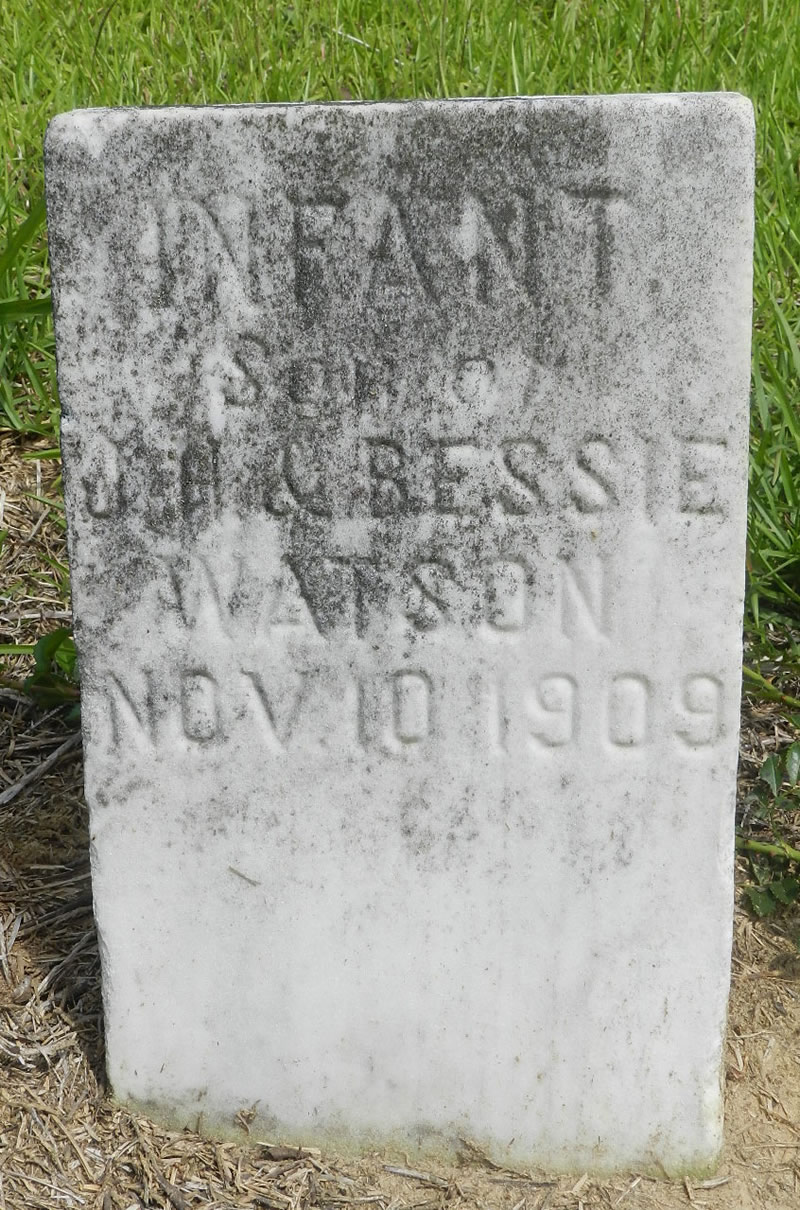 INFANT
SON OF
J.H. & BESSIE
WATSON
NOV. 10 1909